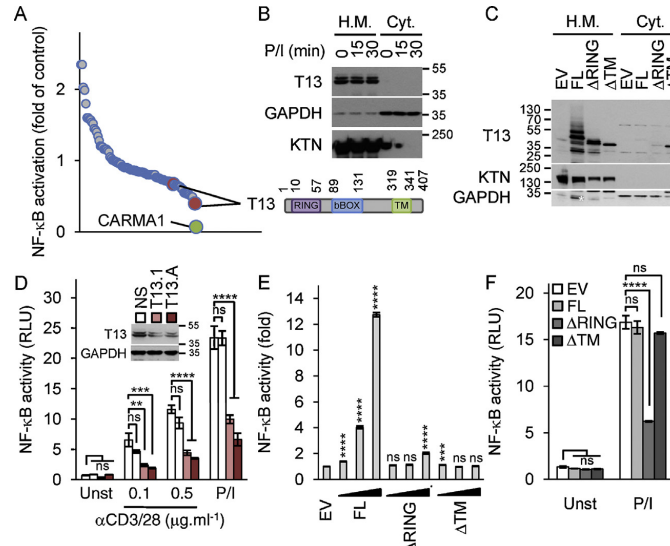 A
NF-κB activation (fold of control)
2
1
0
T13
CARMA1
B
H.M. Cyt.
P/I (min) 0 15 30 0 15 30
T13
55
35
GAPDH
35
KTN
250
1 10 57 89 131 319 341 407
RING bBOX TM
C
H.M. Cyt.
EV FL ΔRING ΔTM EV FL ΔRING ΔTM
T13
130
70
55
35
25
KTN
250
130
GAPDH
35
D
NF-κB activity (RLU)
30
25
20
15
10
5
0
NS T13.1 T13.A
T13
55
35
GAPDH
35
ns
ns ** ***
ns ****
ns ****
Unst 0.1 0.5 P/I
αCD3/28 (μg.ml-1)
E
NF-κB activity (fold)
14
12
10
8
6
4
2
0
**** **** **** ns ns **** *** ns ns
EV FL ΔRING ΔTM
F
NF-κB activity (RLU)
20
15
10
5
0
EV
FL
ΔRING
ΔTM
ns
****
ns
ns
Unst P/I